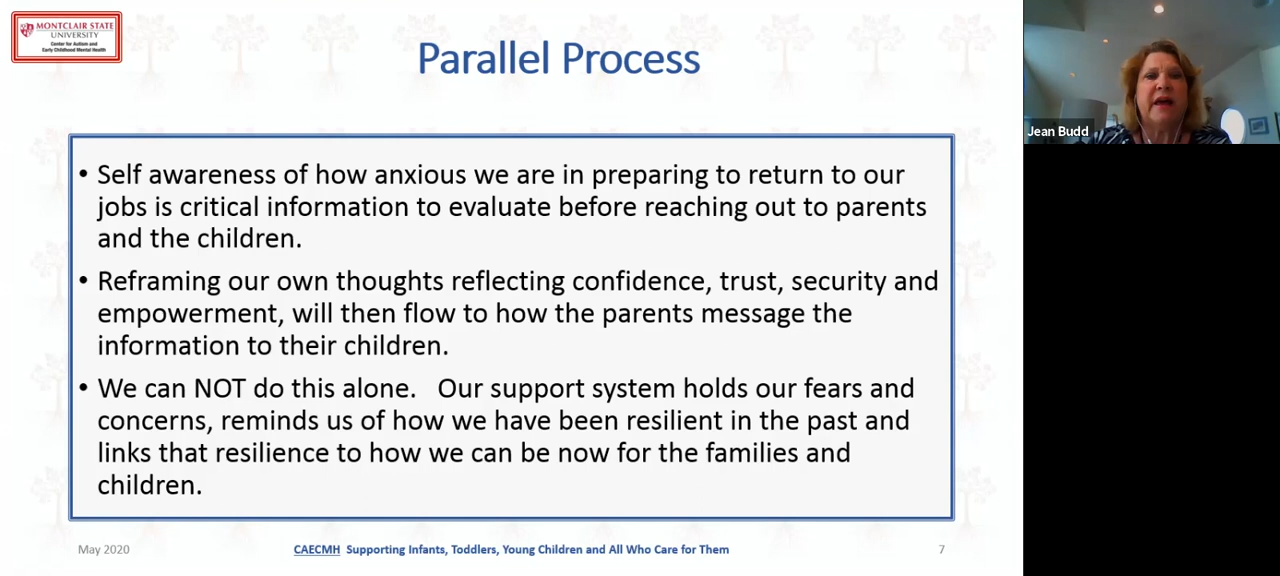 MONTCLAIR STATE
UNIVERSITY
Center for Autism and
Early Childhood Mental Health
Parallel Process
Jean Budd
• Self awareness of how anxious we are in preparing to return to our
jobs is critical information to evaluate before reaching out to parents
and the children.
• Reframing our own thoughts reflecting confidence, trust, security and
empowerment, will then flow to how the parents message the
information to their children.
• We can NOT do this alone.   Our support system holds our fears and
concerns, reminds us of how we have been resilient in the past and
links that resilience to how we can be now for the families and
children.
May 2020
CAECMH  Supporting Infants, Toddlers, Young Children and All Who Care for Them
7